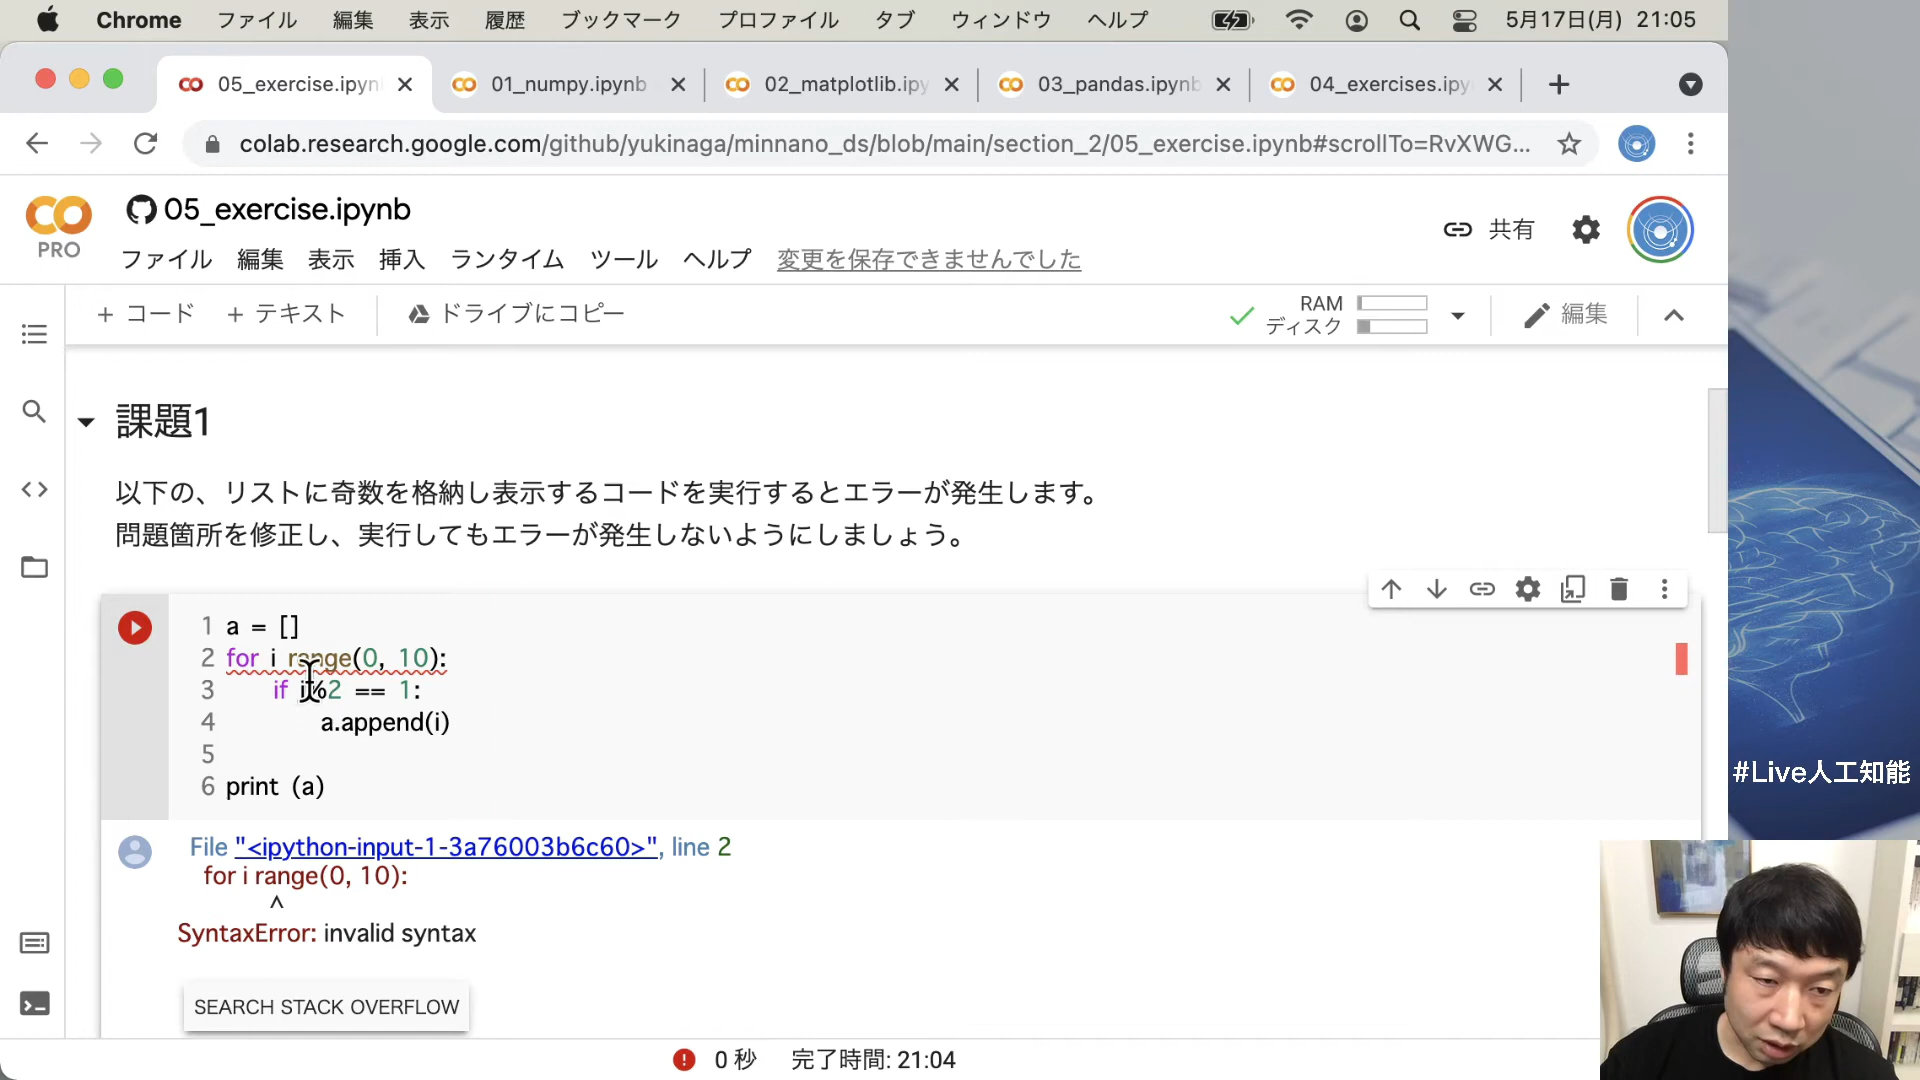 Chrome ファイル 編集 表示 履歴 ブックマーク プロファイル タブ ウィンドウ ヘルプ 5月17日(月) 21:05
05_exercise.ipyn 01_numpy.ipynb 02_matplotlib.ipy 03_pandas.ipynb 04_exercises.ipy
colab.research.google.com/github/yukinaga/minnano_ds/blob/main/section_2/05_exercise.ipynb#scrollTo=RvXWG...
05_exercise.ipynb
PRO
共有
ファイル 編集 表示 挿入 ランタイム ツール ヘルプ 変更を保存できませんでした
+ コード + テキスト ドライブにコピー
RAM
ディスク
編集
課題1
以下の、リストに奇数を格納し表示するコードを実行するとエラーが発生します。
問題箇所を修正し、実行してもエラーが発生しないようにしましょう。
1 a = []
2 for i range(0, 10):
3 if i%2 == 1:
4 a.append(i)
5
6 print (a)
File "<ipython-input-1-3a76003b6c60>", line 2
for i range(0, 10):
^
SyntaxError: invalid syntax
SEARCH STACK OVERFLOW
0 秒 完了時間: 21:04
#Live人工知能